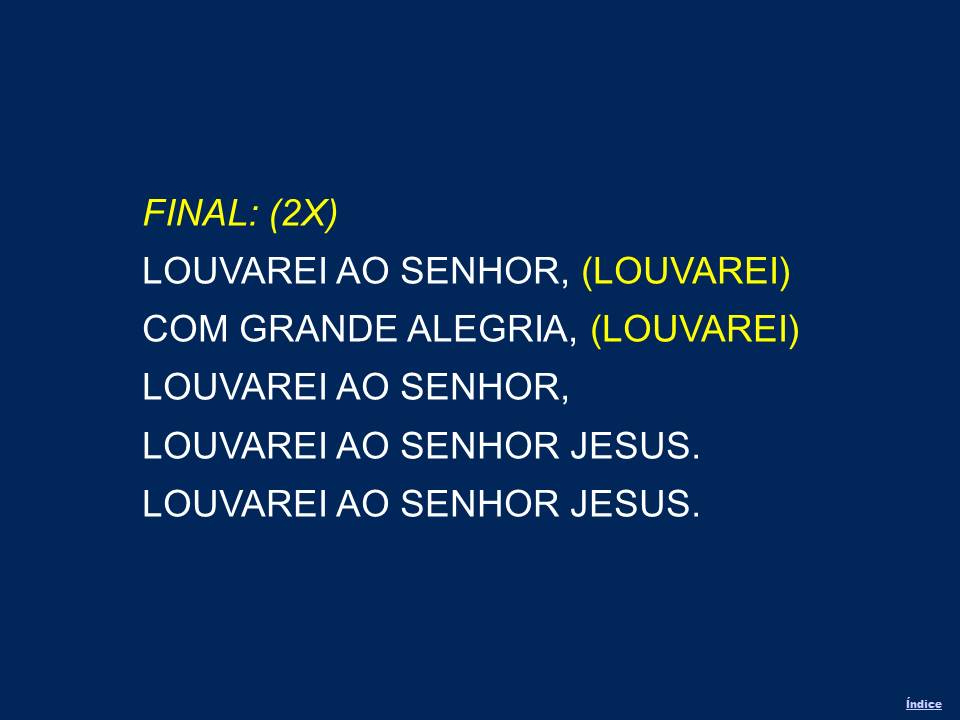 FINAL: (2X)
LOUVAREI AO SENHOR, (LOUVAREI)
COM GRANDE ALEGRIA, (LOUVAREI)
LOUVAREI AO SENHOR,
LOUVAREI AO SENHOR JESUS.
LOUVAREI AO SENHOR JESUS.
Índice